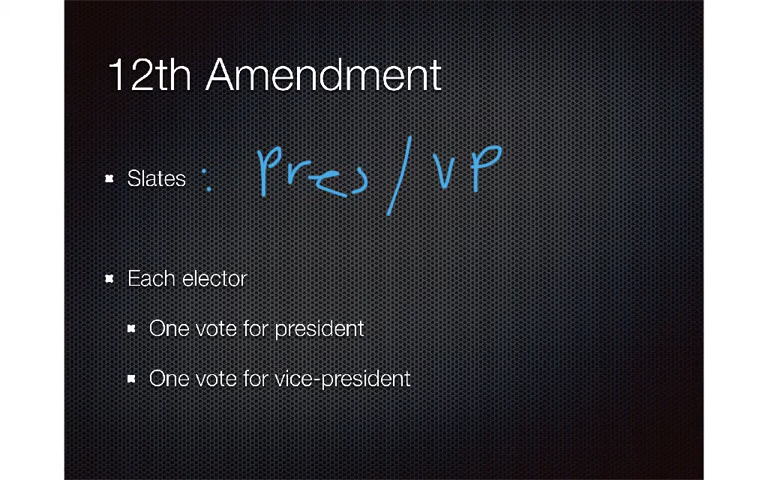 12th Amendment
Slates : Pres / VP
Each elector
One vote for president
One vote for vice-president